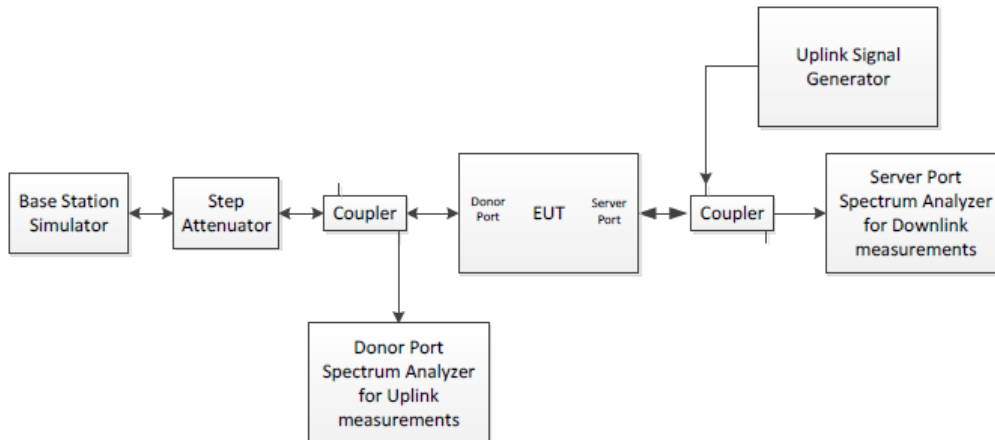 Uplink Signal
Generator
Base Station
Simulator
Step
Attenuator
Coupler
Donor
Port
EUT
Server
Port
Coupler
Server Port
Spectrum Analyzer
for Downlink
measurements
Donor Port
Spectrum Analyzer
for Uplink
measurements